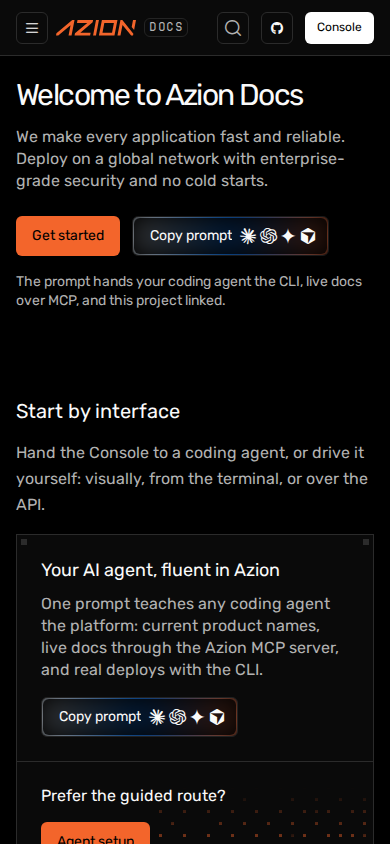 AZION DOCS Console
Welcome to Azion Docs
We make every application fast and reliable.
Deploy on a global network with enterprise-
grade security and no cold starts.
Get started Copy prompt
The prompt hands your coding agent the CLI, live docs
over MCP, and this project linked.
Start by interface
Hand the Console to a coding agent, or drive it
yourself: visually, from the terminal, or over the
API.
Your AI agent, fluent in Azion
One prompt teaches any coding agent
the platform: current product names,
live docs through the Azion MCP server,
and real deploys with the CLI.
Copy prompt
Prefer the guided route?
Agent setup